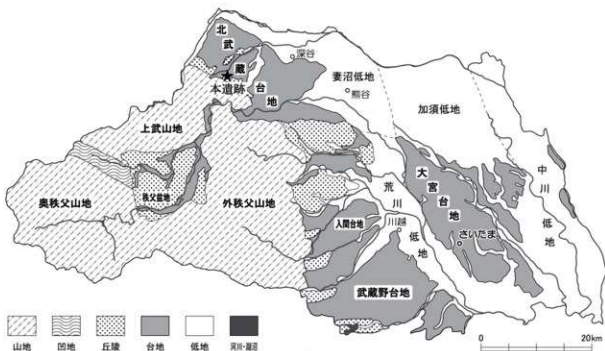 北武蔵台地
深谷
本遺跡
妻沼低地
熊谷
加須低地
上武山地
中川低地
大宮台地
秩父盆地
奥秩父山地
外秩父山地
荒川低地
入間台地
川越
さいたま
武蔵野台地
山地 凹地 丘陵 台地 低地 河川・湖沼
0 20km